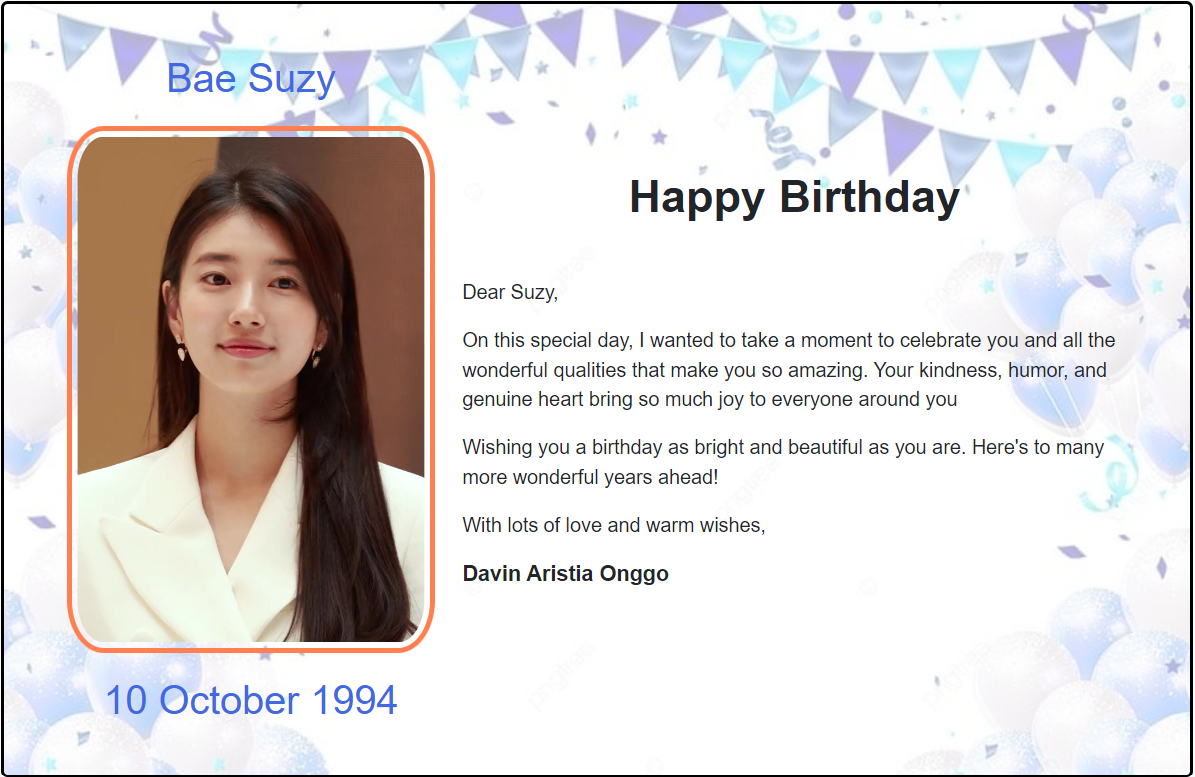 Bae Suzy
Happy Birthday
Dear Suzy,
On this special day, I wanted to take a moment to celebrate you and all the
wonderful qualities that make you so amazing. Your kindness, humor, and
genuine heart bring so much joy to everyone around you
Wishing you a birthday as bright and beautiful as you are. Here's to many
more wonderful years ahead!
With lots of love and warm wishes,
Davin Aristia Onggo
10 October 1994